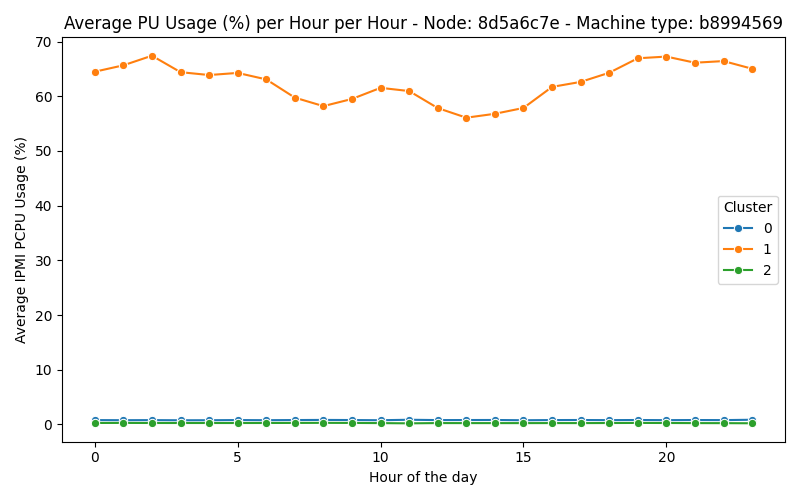 Average PU Usage (%) per Hour per Hour - Node: 8d5a6c7e - Machine type: b8994569
Average IPMI PCPU Usage (%)
70
60
50
40
30
20
10
0
Cluster
0
1
2
0 5 10 15 20
Hour of the day